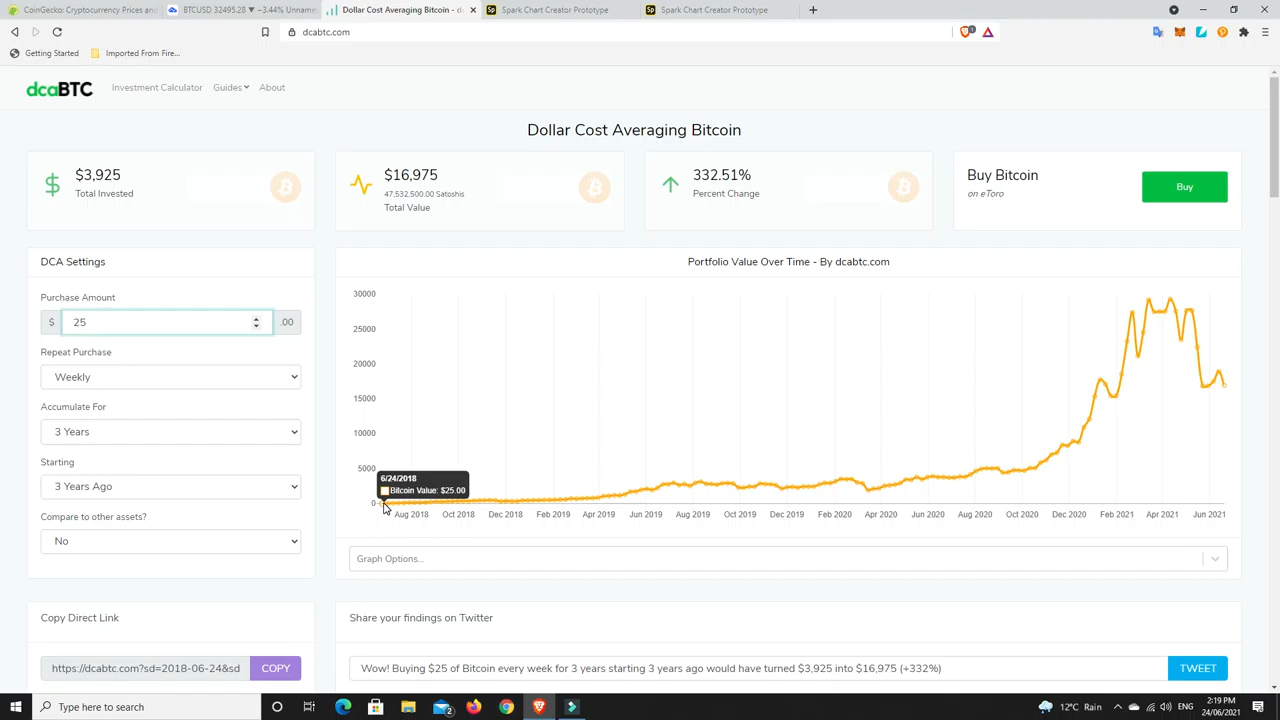 CoinGecko: Cryptocurrency Prices and
BTCUSD 32495.28 ▼ −3.44% Unname
Dollar Cost Averaging Bitcoin - dc
Spark Chart Creator Prototype
Spark Chart Creator Prototype
dcabtc.com
1
Getting Started
Imported From Fire...
dcaBTC
Investment Calculator
Guides
About
Dollar Cost Averaging Bitcoin
$3,925
Total Invested
$16,975
47,532,500.00 Satoshis
Total Value
332.51%
Percent Change
Buy Bitcoin
on eToro
Buy
DCA Settings
Purchase Amount
$ 25 .00
Repeat Purchase
Weekly
Accumulate For
3 Years
Starting
3 Years Ago
Compare to other assets?
No
Portfolio Value Over Time - By dcabtc.com
30000
25000
20000
15000
10000
5000
0
6/24/2018
Bitcoin Value: $25.00
Aug 2018 Oct 2018 Dec 2018 Feb 2019 Apr 2019 Jun 2019 Aug 2019 Oct 2019 Dec 2019 Feb 2020 Apr 2020 Jun 2020 Aug 2020 Oct 2020 Dec 2020 Feb 2021 Apr 2021 Jun 2021
Graph Options...
Copy Direct Link
https://dcabtc.com?sd=2018-06-24&sd
COPY
Share your findings on Twitter
Wow! Buying $25 of Bitcoin every week for 3 years starting 3 years ago would have turned $3,925 into $16,975 (+332%)
TWEET
Type here to search
2
12°C Rain
ENG
2:19 PM
24/06/2021